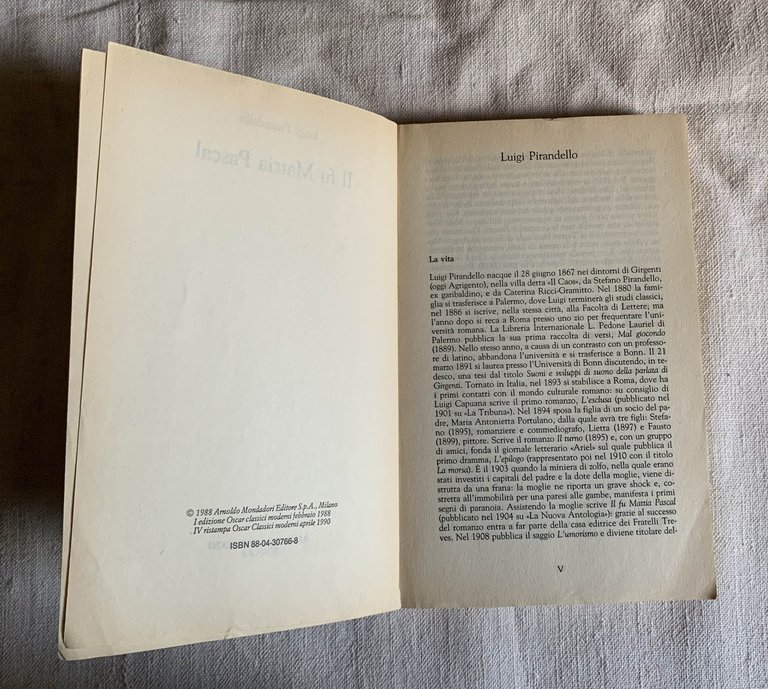 © 1988 Arnoldo Mondadori Editore S.p.A., Milano
I edizione Oscar classici moderni febbraio 1988
IV ristampa Oscar Classici moderni aprile 1990
ISBN 88-04-30766-8
Luigi Pirandello
La vita
Luigi Pirandello nacque il 28 giugno 1867 nei dintorni di Girgenti
(oggi Agrigento), nella villa detta «Il Caos», da Stefano Pirandello,
ex garibaldino, e da Caterina Ricci-Gramitto. Nel 1880 la fami-
glia si trasferisce a Palermo, dove Luigi terminerà gli studi classici,
nel 1886 si iscrive, nella stessa città, alla Facoltà di Lettere; ma
l'anno dopo si reca a Roma presso uno zio per frequentare l'uni-
versità romana. La Libreria Internazionale L. Pedone Lauriel di
Palermo pubblica la sua prima raccolta di versi, Mal giocondo
(1889). Nello stesso anno, a causa di un contrasto con un professo-
re di latino, abbandona l'università e si trasferisce a Bonn. Il 21
marzo 1891 si laurea presso l'Università di Bonn discutendo, in te-
desco, una tesi dal titolo Suoni e sviluppi di suono della parlata di
Girgenti. Tornato in Italia, nel 1893 si stabilisce a Roma, dove ha
i primi contatti con il mondo culturale romano: su consiglio di
Luigi Capuana scrive il primo romanzo, L'esclusa (pubblicato nel
1901 su «La Tribuna»). Nel 1894 sposa la figlia di un socio del pa-
dre, Maria Antonietta Portulano, dalla quale avrà tre figli: Stefa-
no (1895), romanziere e commediografo, Lietta (1897) e Fausto
(1899), pittore. Scrive il romanzo Il turno (1895) e, con un gruppo
di amici, fonda il giornale letterario «Ariel» sul quale pubblica il
primo dramma, L'epilogo (rappresentato poi nel 1910 con il titolo
La morsa). È il 1903 quando la miniera di zolfo, nella quale erano
stati investiti i capitali del padre e la dote della moglie, viene di-
strutta da una frana: la moglie ne riporta un grave shock e, co-
stretta all'immobilità per una paresi alle gambe, manifesta i primi
segni di paranoia. Assistendo la moglie scrive Il fu Mattia Pascal
(pubblicato nel 1904 su «La Nuova Antologia»): grazie al successo
del romanzo entra a far parte della casa editrice dei Fratelli Tre-
ves. Nel 1908 pubblica il saggio L'umorismo e diviene titolare del-
V